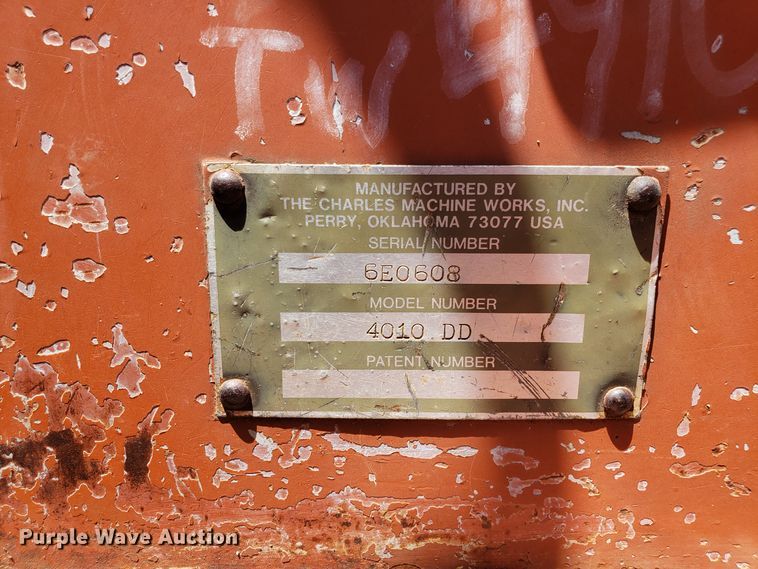 TW
MANUFACTURED BY
THE CHARLES MACHINE WORKS, INC.
PERRY, OKLAHOMA 73077 USA
SERIAL NUMBER
6E0608
MODEL NUMBER
4010 DD
PATENT NUMBER
Purple Wave Auction